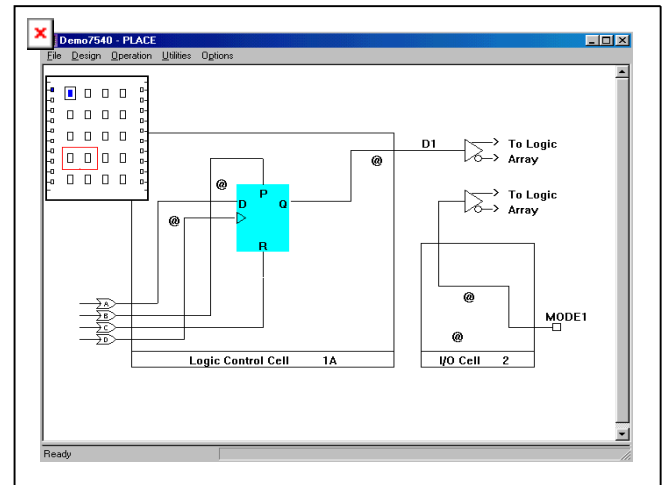 Demo7540 - PLACE
File Design Operation Utilities Options
D1
To Logic
Array
@
@
P
D
Q
@
R
To Logic
Array
@
MODE1
@
A
B
C
D
Logic Control Cell 1A
I/O Cell 2
Ready